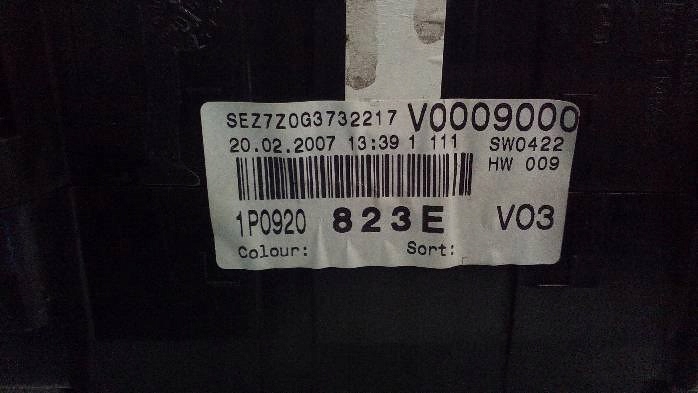 SEZ7Z0G3732217 V0009000
20.02.2007 13:39 1 111 SW0422
HW 009
1P0920 823E V03
Colour: Sort: